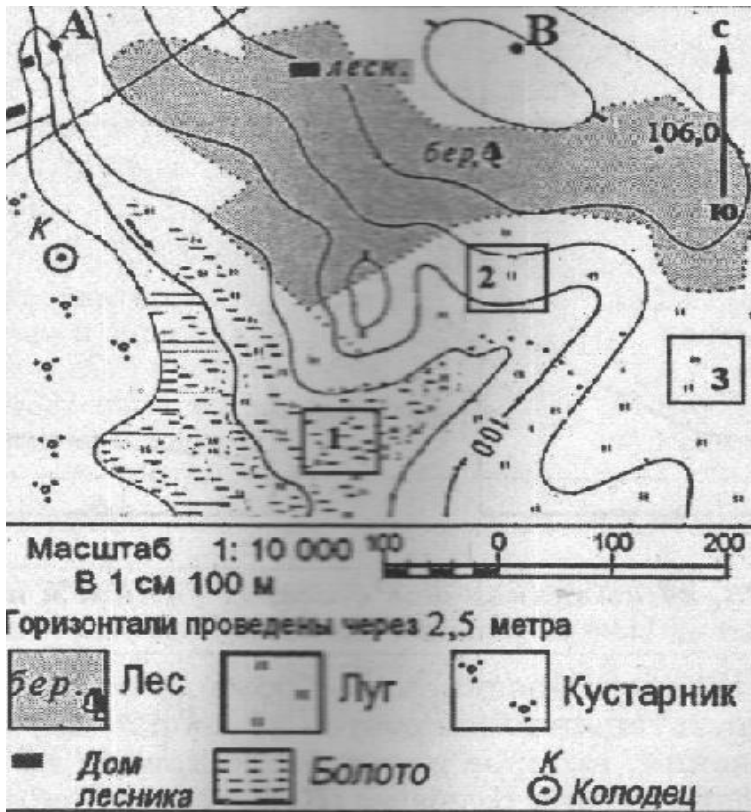 А
В
с
лесн.
106,0
бер.
ю
К
2
3
1
100
Масштаб 1: 10 000
В 1 см 100 м
100 0 100 200
Горизонтали проведены через 2,5 метра
бер. Лес
Луг
Кустарник
Дом
лесника
Болото
К
Колодец